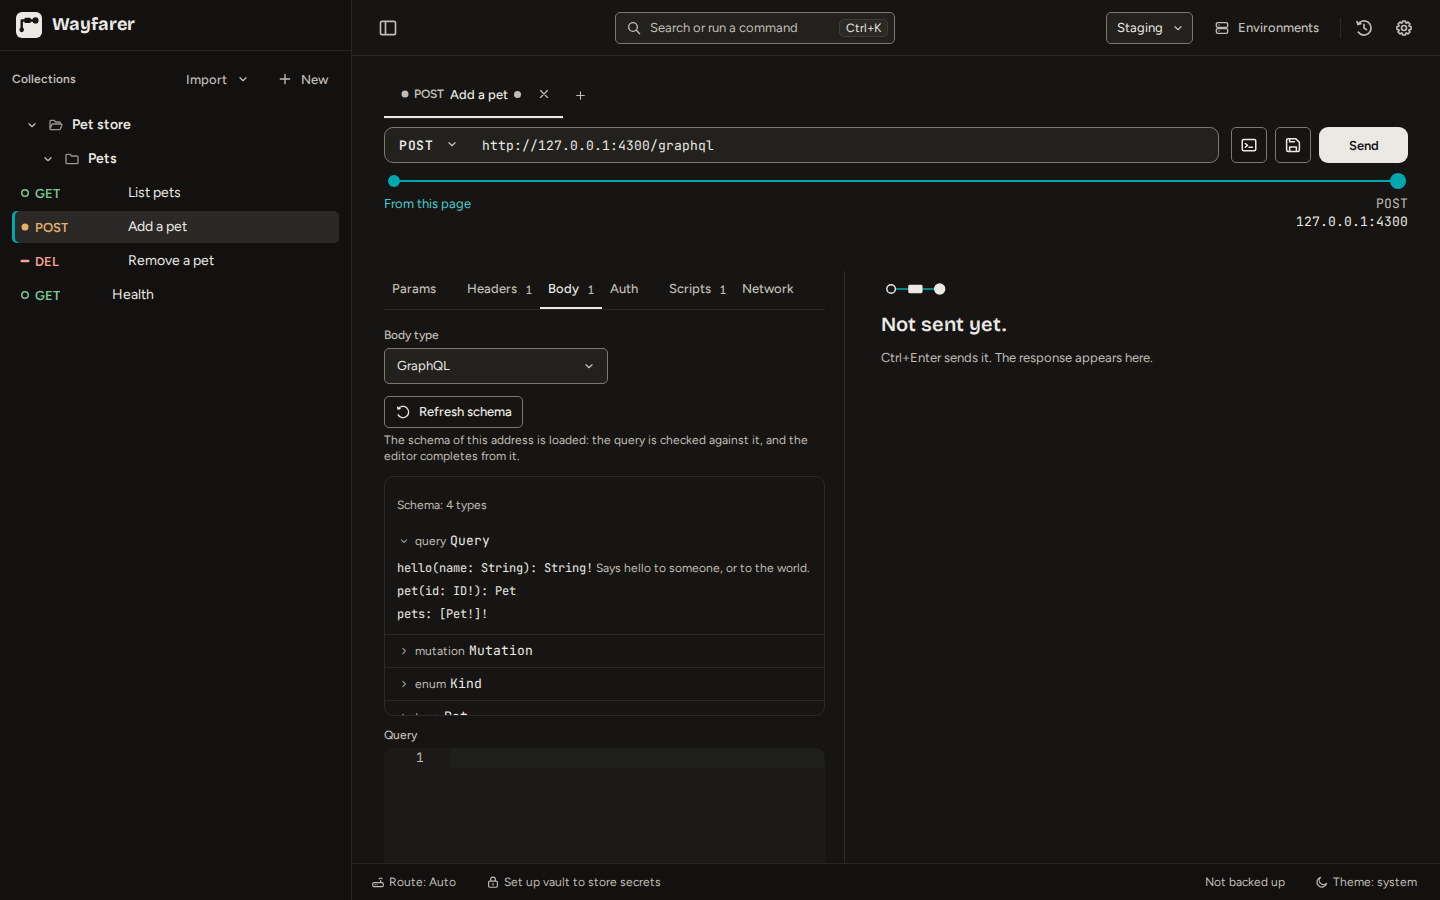 Wayfarer
Search or run a command Ctrl+K
Staging
Environments
Collections
Import
New
Pet store
Pets
GET List pets
POST Add a pet
DEL Remove a pet
GET Health
POST Add a pet
POST http://127.0.0.1:4300/graphql
Send
From this page
POST
127.0.0.1:4300
Params
Headers 1
Body 1
Auth
Scripts 1
Network
Body type
GraphQL
Refresh schema
The schema of this address is loaded: the query is checked against it, and the
editor completes from it.
Schema: 4 types
query Query
hello(name: String): String! Says hello to someone, or to the world.
pet(id: ID!): Pet
pets: [Pet!]!
mutation Mutation
enum Kind
Query
1
Not sent yet.
Ctrl+Enter sends it. The response appears here.
Route: Auto
Set up vault to store secrets
Not backed up
Theme: system